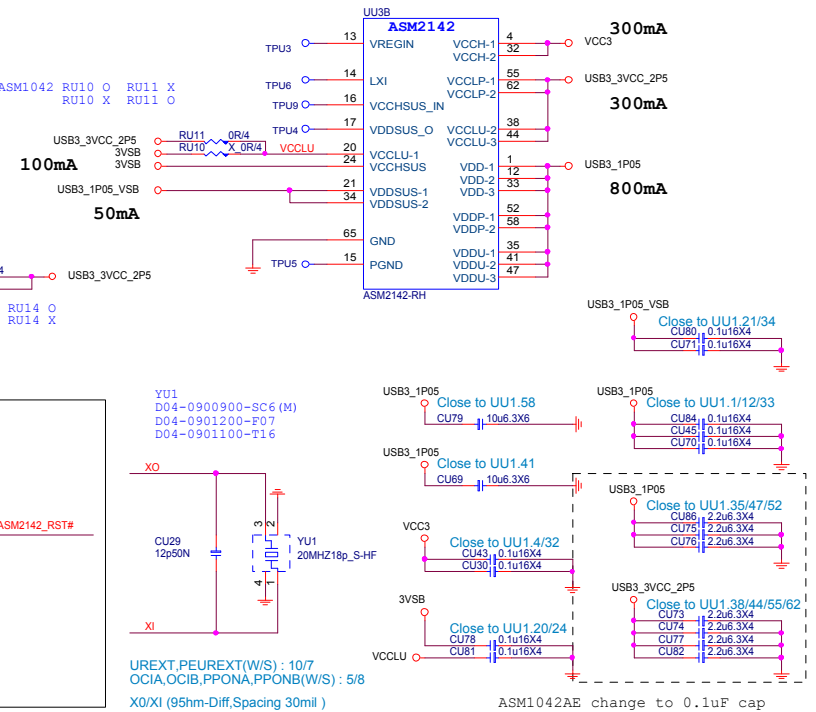 UU3B
ASM2142
TPU3 13 VREGIN VCCH-1 4 VCC3 300mA
VCCH-2 32
ASM1042 RU10 O RU11 X
RU10 X RU11 O
TPU6 14 LXI VCCLP-1 55 USB3_3VCC_2P5
VCCLP-2 62
TPU9 16 VCCHSUS_IN 300mA
TPU4 17 VDDSUS_O VCCLU-2 38
VCCLU-3 44
USB3_3VCC_2P5 RU11 0R/4
3VSB RU10 X_0R/4 VCCLU 20 VCCLU-1
3VSB 24 VCCHSUS
100mA
VDD-1 1 USB3_1P05
VDD-2 12
VDD-3 33 800mA
USB3_1P05_VSB 21 VDDSUS-1
34 VDDSUS-2
50mA
VDDP-1 52
VDDP-2 58
65 GND VDDU-1 35
VDDU-2 41
VDDU-3 47
TPU5 15 PGND
ASM2142-RH
4
USB3_3VCC_2P5
RU14 O
RU14 X
USB3_1P05_VSB
Close to UU1.21/34
CU80 0.1u16X4
CU71 0.1u16X4
YU1
D04-0900900-SC6(M)
D04-0901200-F07
D04-0901100-T16
USB3_1P05
Close to UU1.58
CU79 10u6.3X6
USB3_1P05
Close to UU1.1/12/33
CU84 0.1u16X4
CU45 0.1u16X4
CU70 0.1u16X4
USB3_1P05
Close to UU1.41
CU69 10u6.3X6
USB3_1P05
Close to UU1.35/47/52
CU86 2.2u6.3X4
CU75 2.2u6.3X4
CU76 2.2u6.3X4
XO
ASM2142_RST#
CU29
12p50N
3 2
4 1
YU1
20MHZ18p_S-HF
XI
VCC3
Close to UU1.4/32
CU43 0.1u16X4
CU30 0.1u16X4
USB3_3VCC_2P5
Close to UU1.38/44/55/62
CU73 2.2u6.3X4
CU74 2.2u6.3X4
CU77 2.2u6.3X4
CU82 2.2u6.3X4
3VSB
Close to UU1.20/24
CU78 0.1u16X4
VCCLU CU81 0.1u16X4
UREXT,PEUREXT(W/S) : 10/7
OCIA,OCIB,PPONA,PPONB(W/S) : 5/8
X0/XI (95hm-Diff,Spacing 30mil )
ASM1042AE change to 0.1uF cap